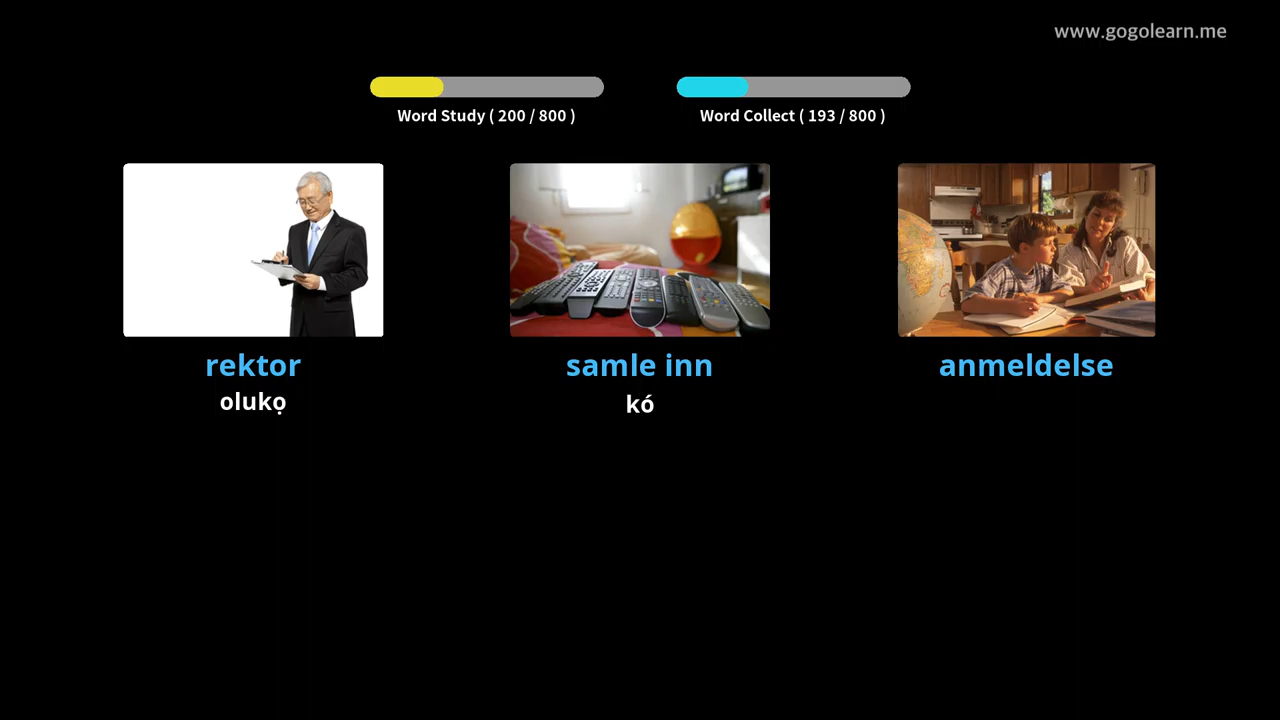 www.gogolearn.me
Word Study ( 200 / 800 )
Word Collect ( 193 / 800 )
rektor
olukọ
samle inn
kó
anmeldelse